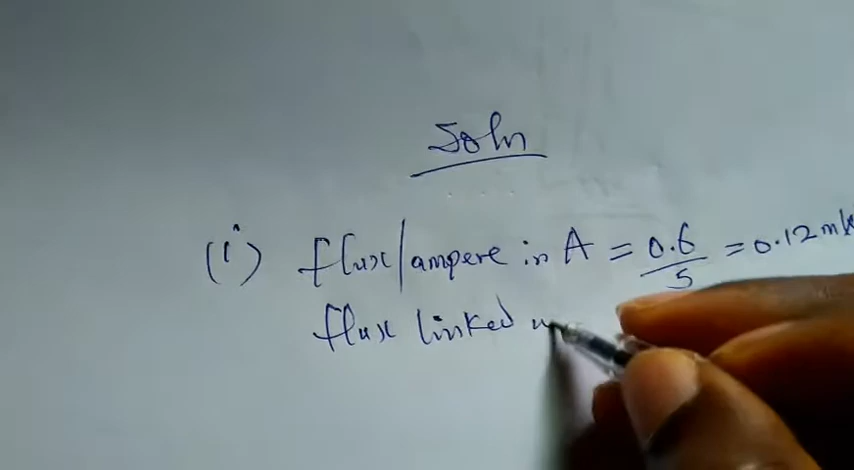 Soln
(i) flux/ampere in A = 0.6/5 = 0.12 m
flux linked